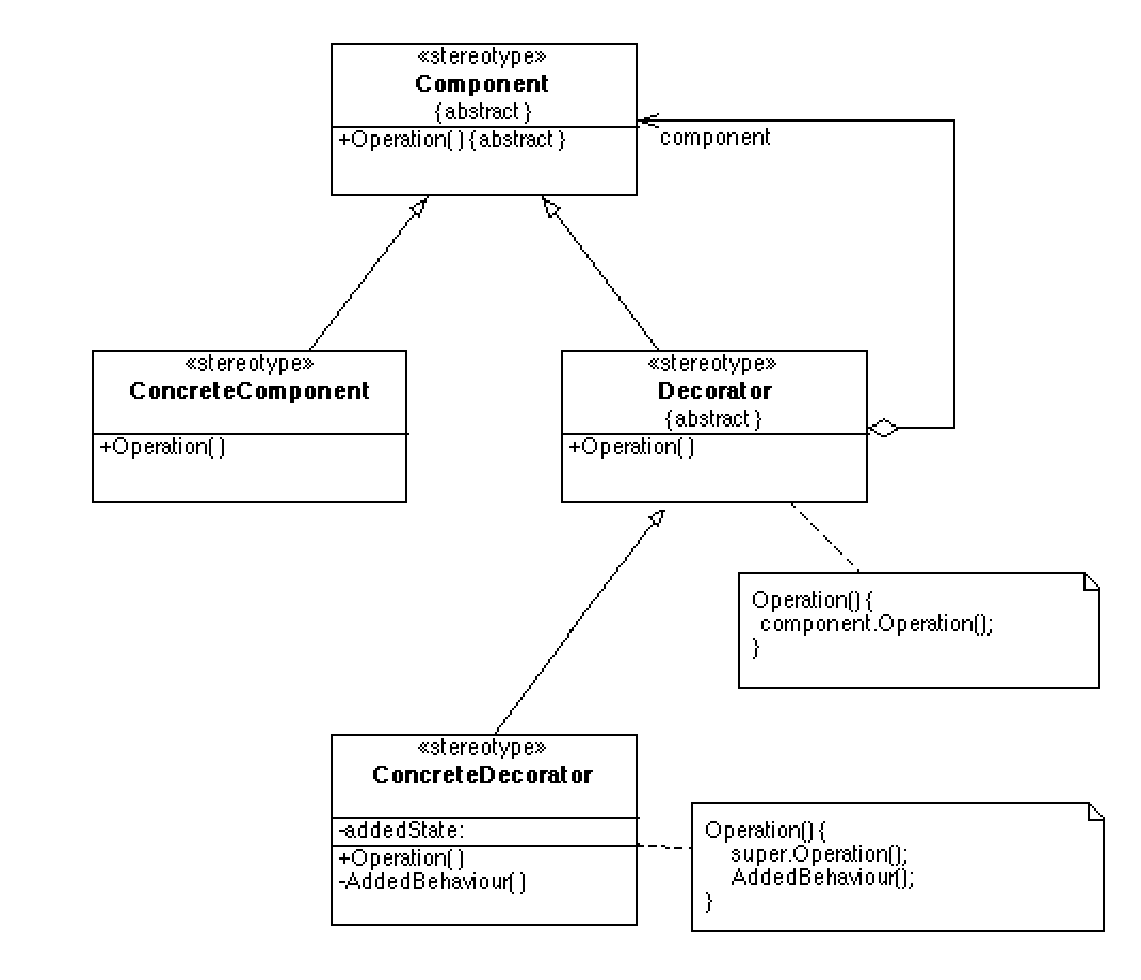 «stereotype»
Component
{abstract}
+Operation(){abstract}
component
«stereotype»
ConcreteComponent
+Operation()
«stereotype»
Decorator
{abstract}
+Operation()
Operation() {
component.Operation();
}
«stereotype»
ConcreteDecorator
-addedState:
+Operation()
-AddedBehaviour()
Operation() {
super.Operation();
AddedBehaviour();
}